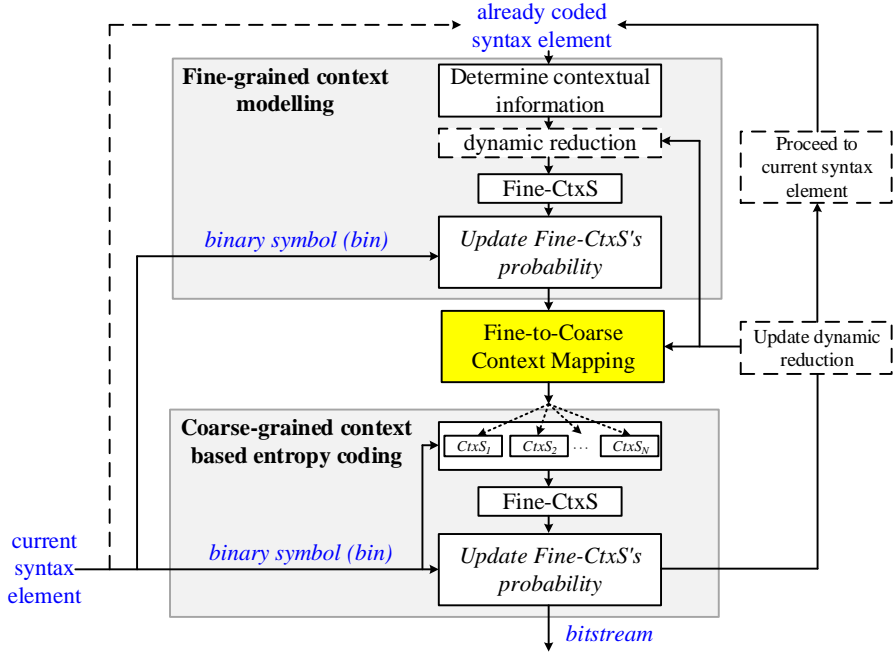 already coded
syntax element
Fine-grained context
modelling
Determine contextual
information
dynamic reduction
Proceed to
current syntax
element
Fine-CtxS
binary symbol (bin)
Update Fine-CtxS's
probability
Fine-to-Coarse
Context Mapping
Update dynamic
reduction
Coarse-grained context
based entropy coding
CtxS1 CtxS2 ... CtxSN
Fine-CtxS
current
syntax
element
binary symbol (bin)
Update Fine-CtxS's
probability
bitstream